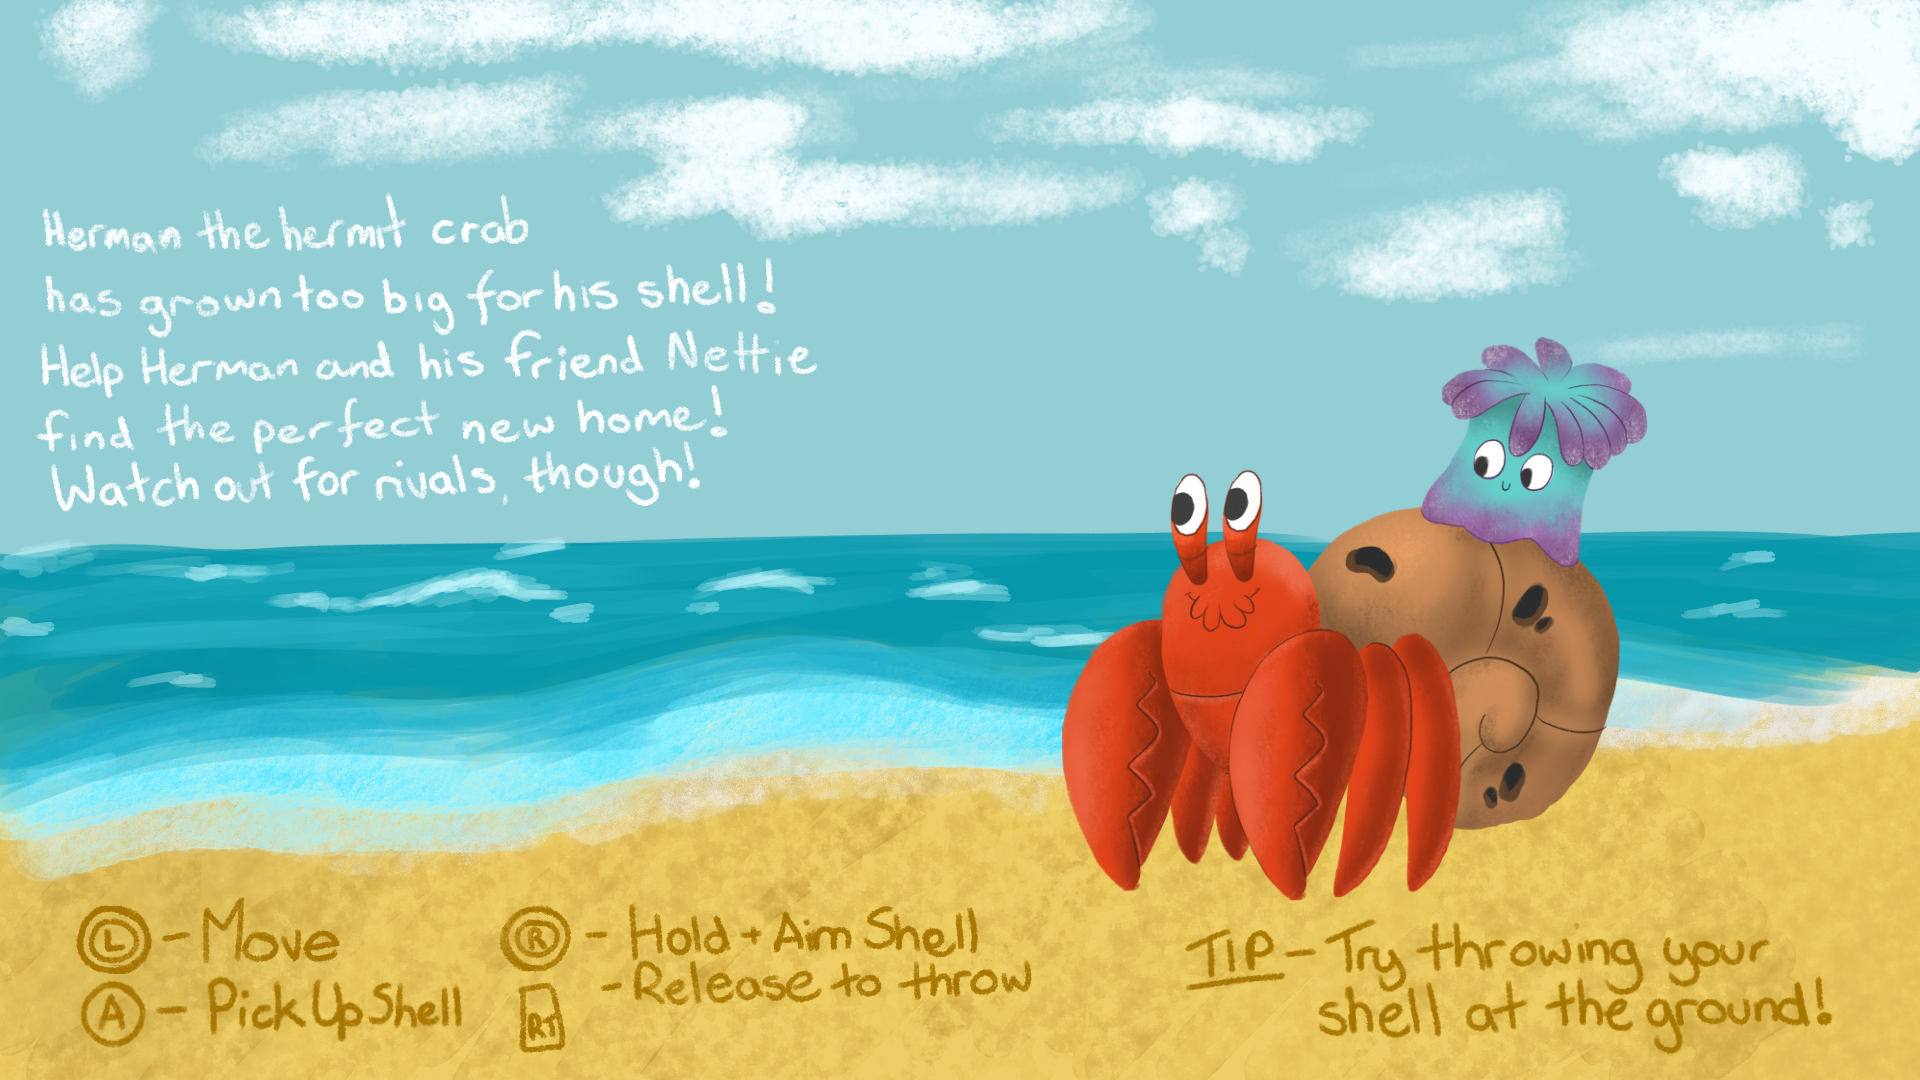 Herman the hermit crab
has grown too big for his shell!
Help Herman and his friend Nettie
find the perfect new home!
Watch out for rivals, though!
L - Move
A - Pick Up Shell
R - Hold + Aim Shell
RT - Release to throw
TIP - Try throwing your
shell at the ground!